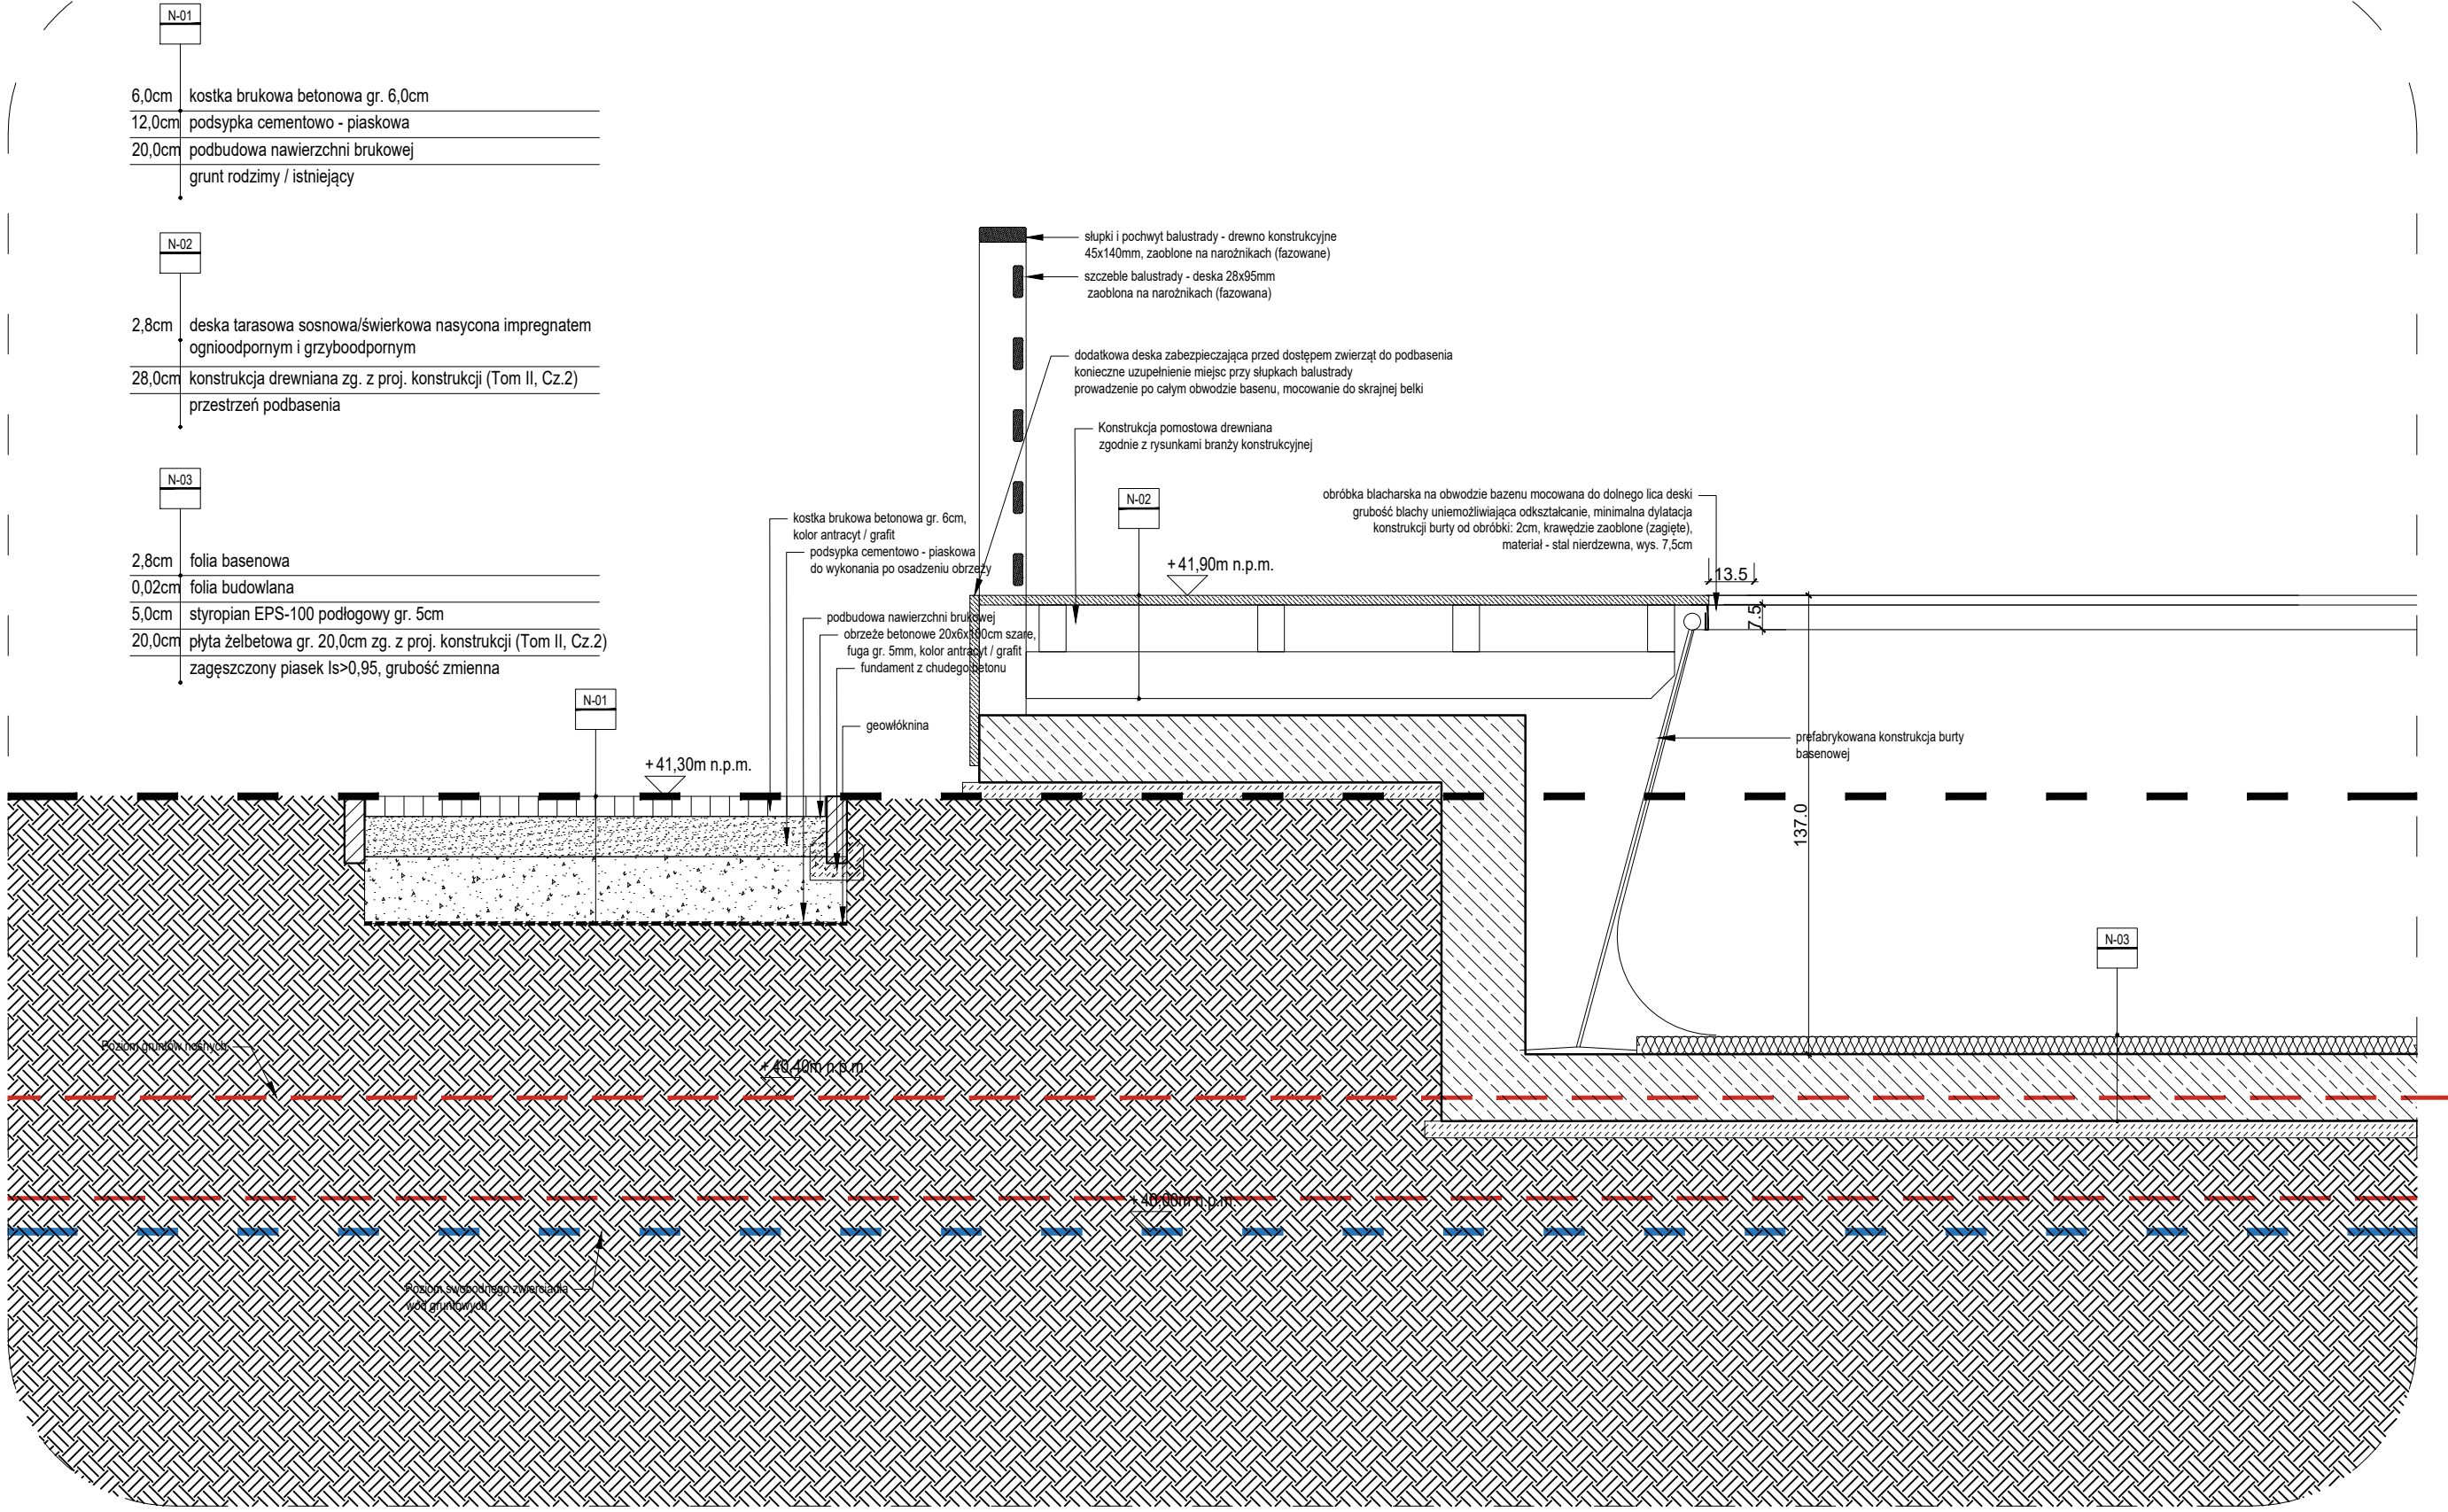 N-01
6,0cm kostka brukowa betonowa gr. 6,0cm
12,0cm podsypka cementowo - piaskowa
20,0cm podbudowa nawierzchni brukowej
grunt rodzimy / istniejący
N-02
2,8cm deska tarasowa sosnowa/świerkowa nasycona impregnatem
ognioodpornym i grzyboodpornym
28,0cm konstrukcja drewniana zg. z proj. konstrukcji (Tom II, Cz.2)
przestrzeń podbasenia
N-03
2,8cm folia basenowa
0,02cm folia budowlana
5,0cm styropian EPS-100 podłogowy gr. 5cm
20,0cm płyta żelbetowa gr. 20,0cm zg. z proj. konstrukcji (Tom II, Cz.2)
zagęszczony piasek Is>0,95, grubość zmienna
słupki i pochwyt balustrady - drewno konstrukcyjne
45x140mm, zaoblone na narożnikach (fazowane)
szczeble balustrady - deska 28x95mm
zaoblona na narożnikach (fazowana)
dodatkowa deska zabezpieczająca przed dostępem zwierząt do podbasenia
konieczne uzupełnienie miejsc przy słupkach balustrady
prowadzenie po całym obwodzie basenu, mocowanie do skrajnej belki
Konstrukcja pomostowa drewniana
zgodnie z rysunkami branży konstrukcyjnej
N-02
obróbka blacharska na obwodzie bazenu mocowana do dolnego lica deski
grubość blachy uniemożliwiająca odkształcanie, minimalna dylatacja
konstrukcji burty od obróbki: 2cm, krawędzie zaoblone (zagięte),
materiał - stal nierdzewna, wys. 7,5cm
kostka brukowa betonowa gr. 6cm,
kolor antracyt / grafit
podsypka cementowo - piaskowa
do wykonania po osadzeniu obrzeży
+41,90m n.p.m.
13.5
7.5
podbudowa nawierzchni brukowej
obrzeże betonowe 20x6x100cm szare,
fuga gr. 5mm, kolor antracyt / grafit
fundament z chudego betonu
N-01
geowłóknina
prefabrykowana konstrukcja burty
basenowej
+41,30m n.p.m.
137.0
N-03
Poziom gruntów nośnych
+40,40m n.p.m.
+40,00m n.p.m.
Poziom swobodnego zwierciadła
wód gruntowych